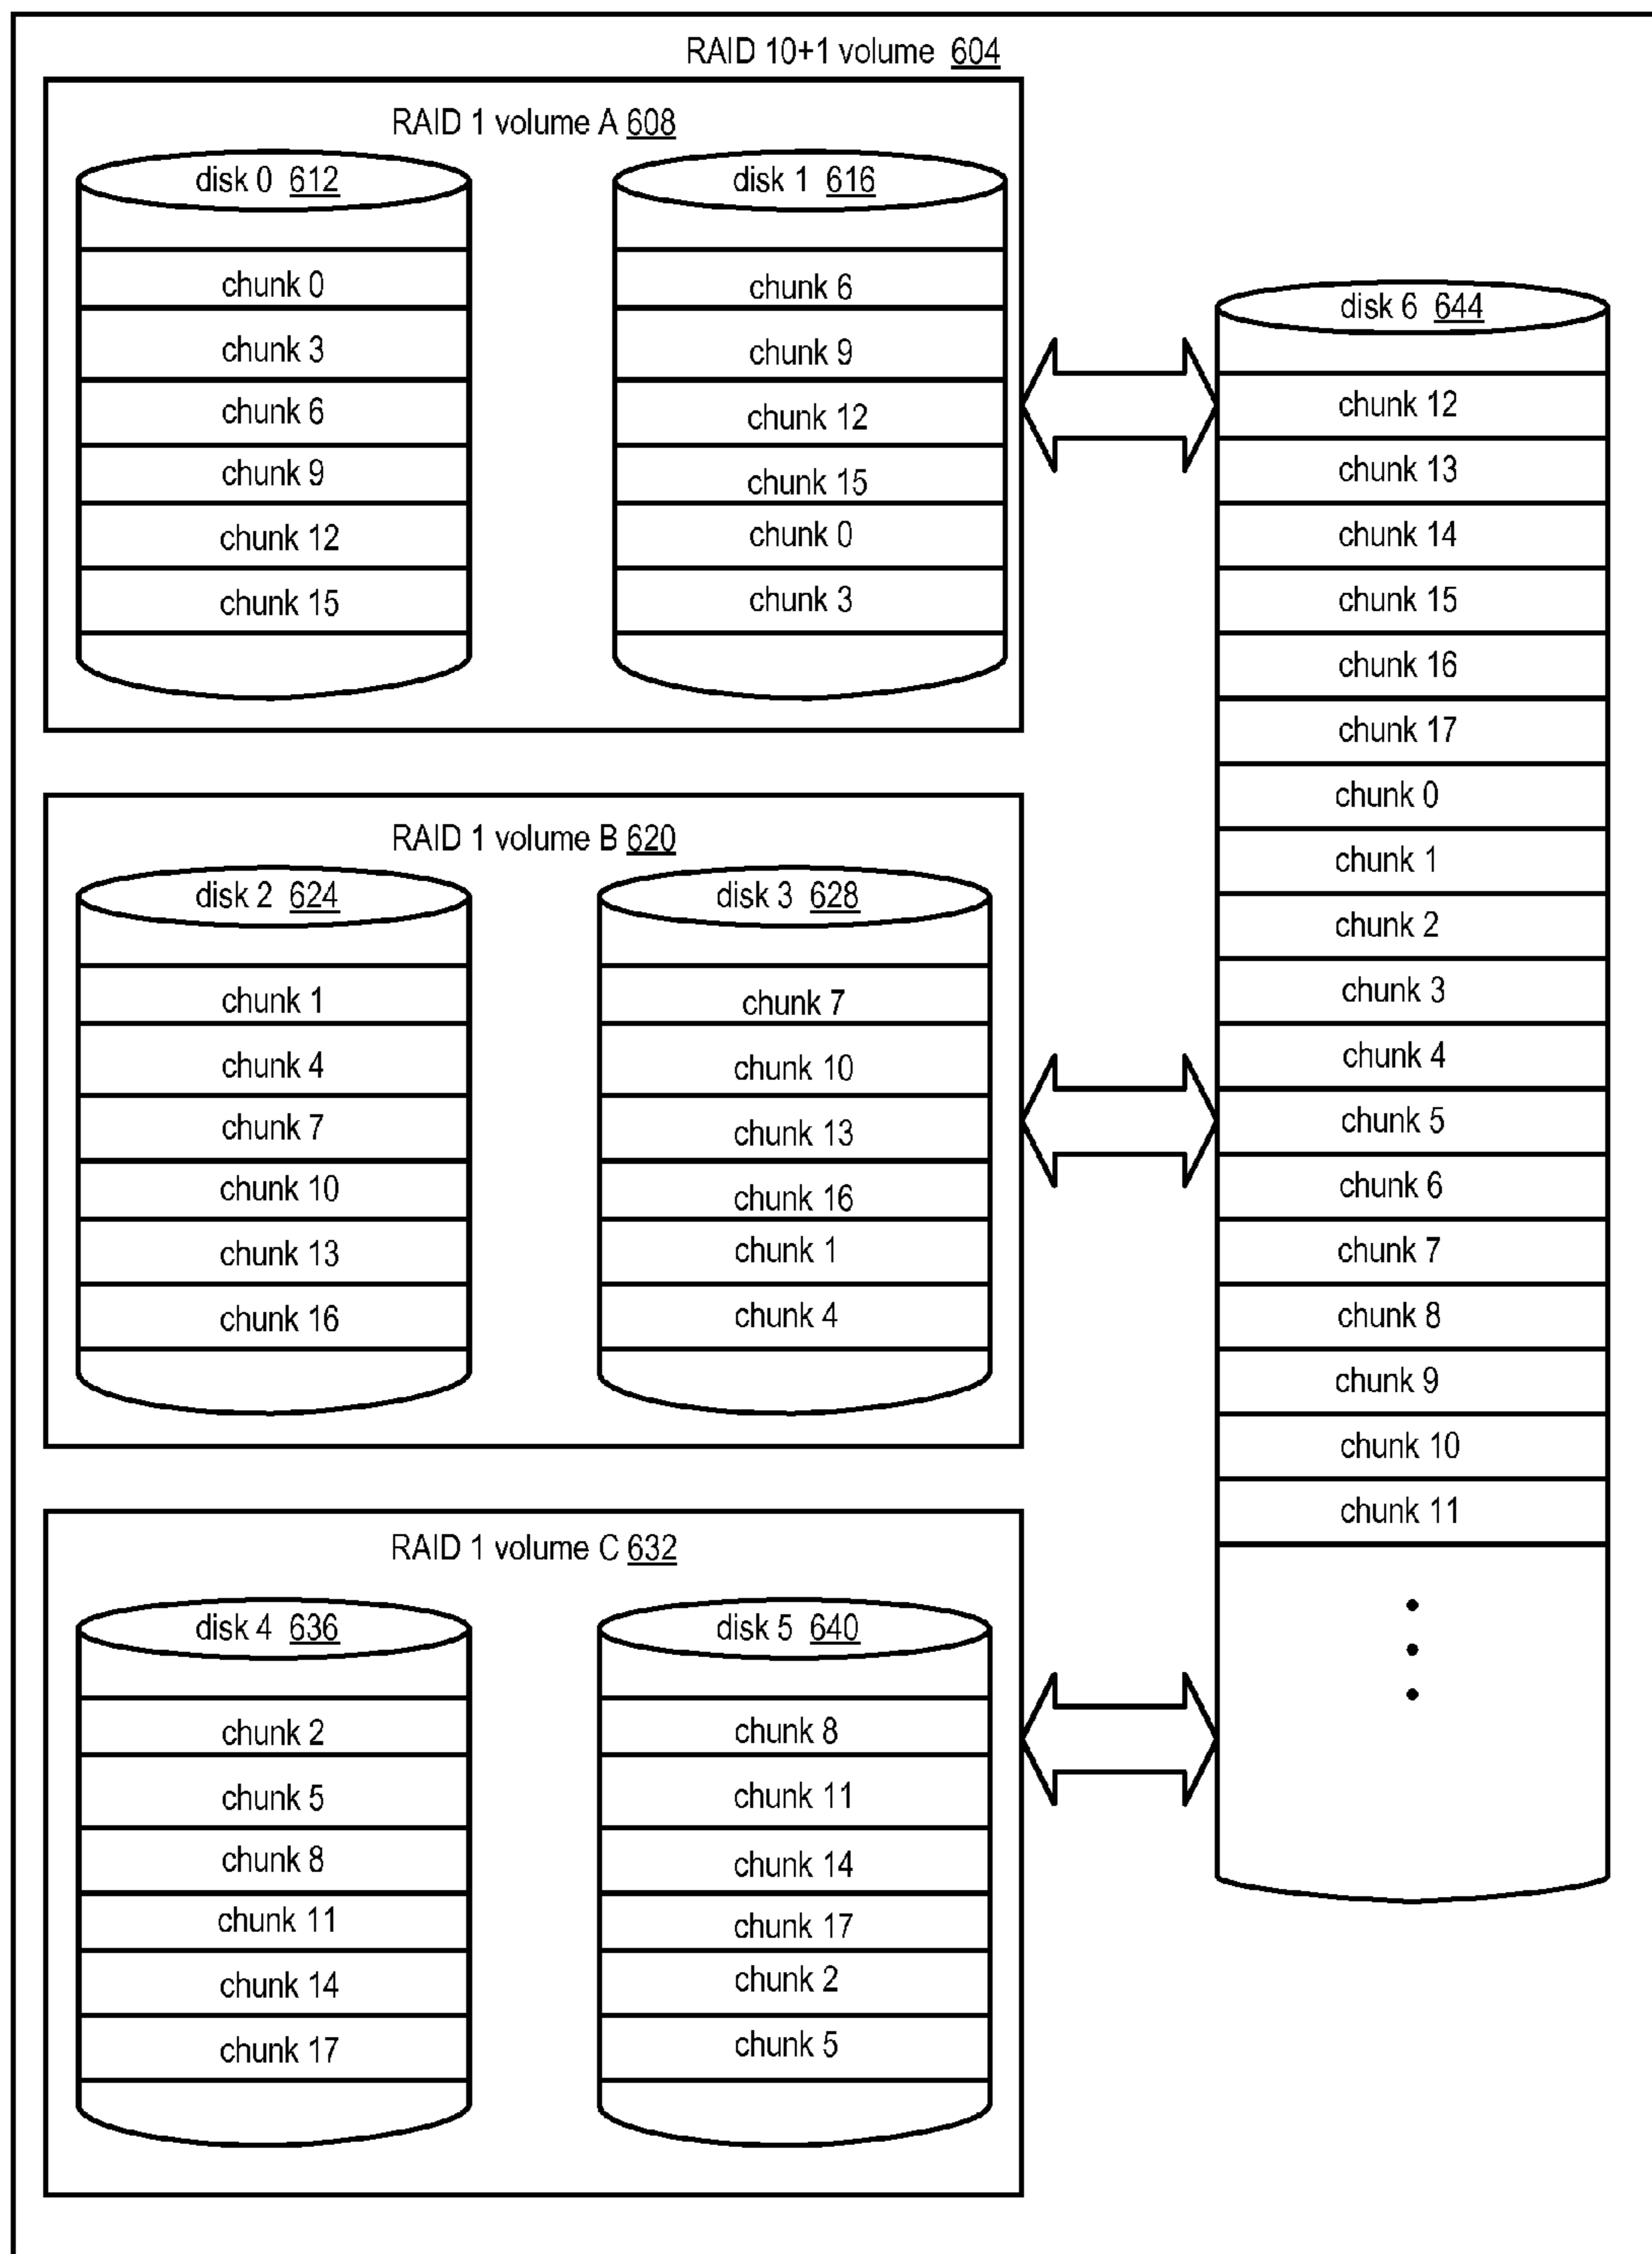 RAID 10+1 volume 604
RAID 1 volume A 608
disk 0 612
chunk 0
chunk 3
chunk 6
chunk 9
chunk 12
chunk 15
disk 1 616
chunk 6
chunk 9
chunk 12
chunk 15
chunk 0
chunk 3
RAID 1 volume B 620
disk 2 624
chunk 1
chunk 4
chunk 7
chunk 10
chunk 13
chunk 16
disk 3 628
chunk 7
chunk 10
chunk 13
chunk 16
chunk 1
chunk 4
RAID 1 volume C 632
disk 4 636
chunk 2
chunk 5
chunk 8
chunk 11
chunk 14
chunk 17
disk 5 640
chunk 8
chunk 11
chunk 14
chunk 17
chunk 2
chunk 5
disk 6 644
chunk 12
chunk 13
chunk 14
chunk 15
chunk 16
chunk 17
chunk 0
chunk 1
chunk 2
chunk 3
chunk 4
chunk 5
chunk 6
chunk 7
chunk 8
chunk 9
chunk 10
chunk 11